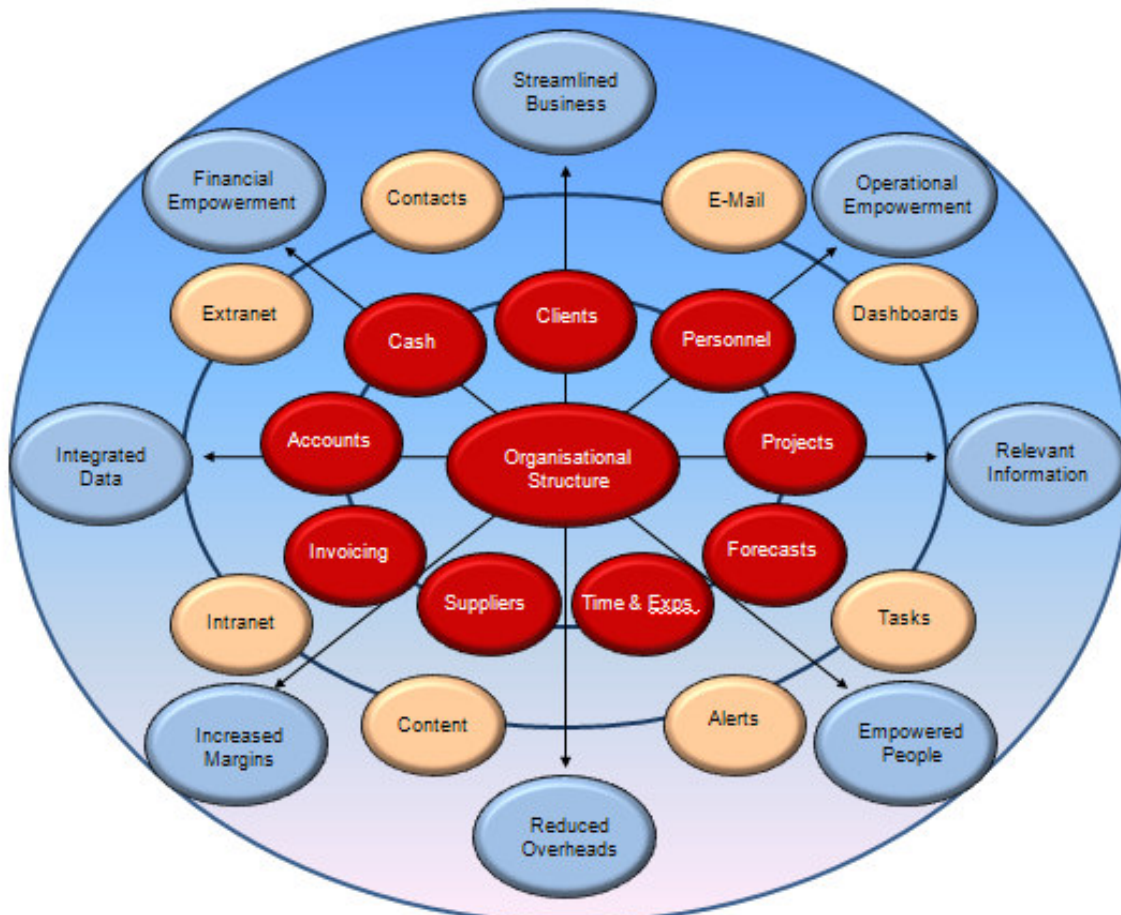 Streamlined
Business
Financial
Empowerment
Contacts
E-Mail
Operational
Empowerment
Extranet
Cash
Clients
Personnel
Dashboards
Integrated
Data
Accounts
Organisational
Structure
Projects
Relevant
Information
Invoicing
Forecasts
Intranet
Suppliers
Time & Exps
Tasks
Increased
Margins
Content
Alerts
Empowered
People
Reduced
Overheads